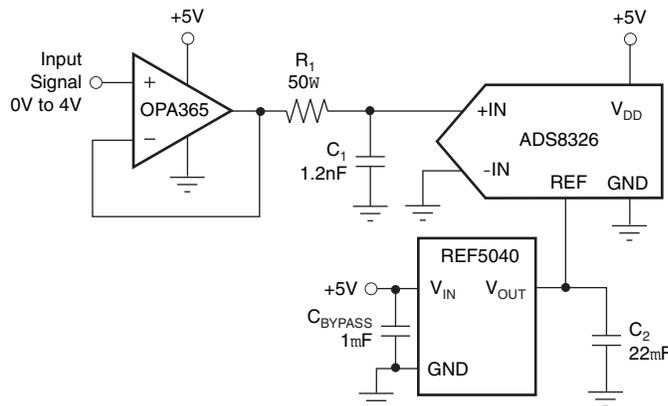 +5V
Input
Signal
0V to 4V
+
OPA365
−
R1
50W
C1
1.2nF
+5V
+IN
VDD
ADS8326
-IN
REF
GND
REF5040
+5V
VIN
VOUT
CBYPASS
1mF
GND
C2
22mF